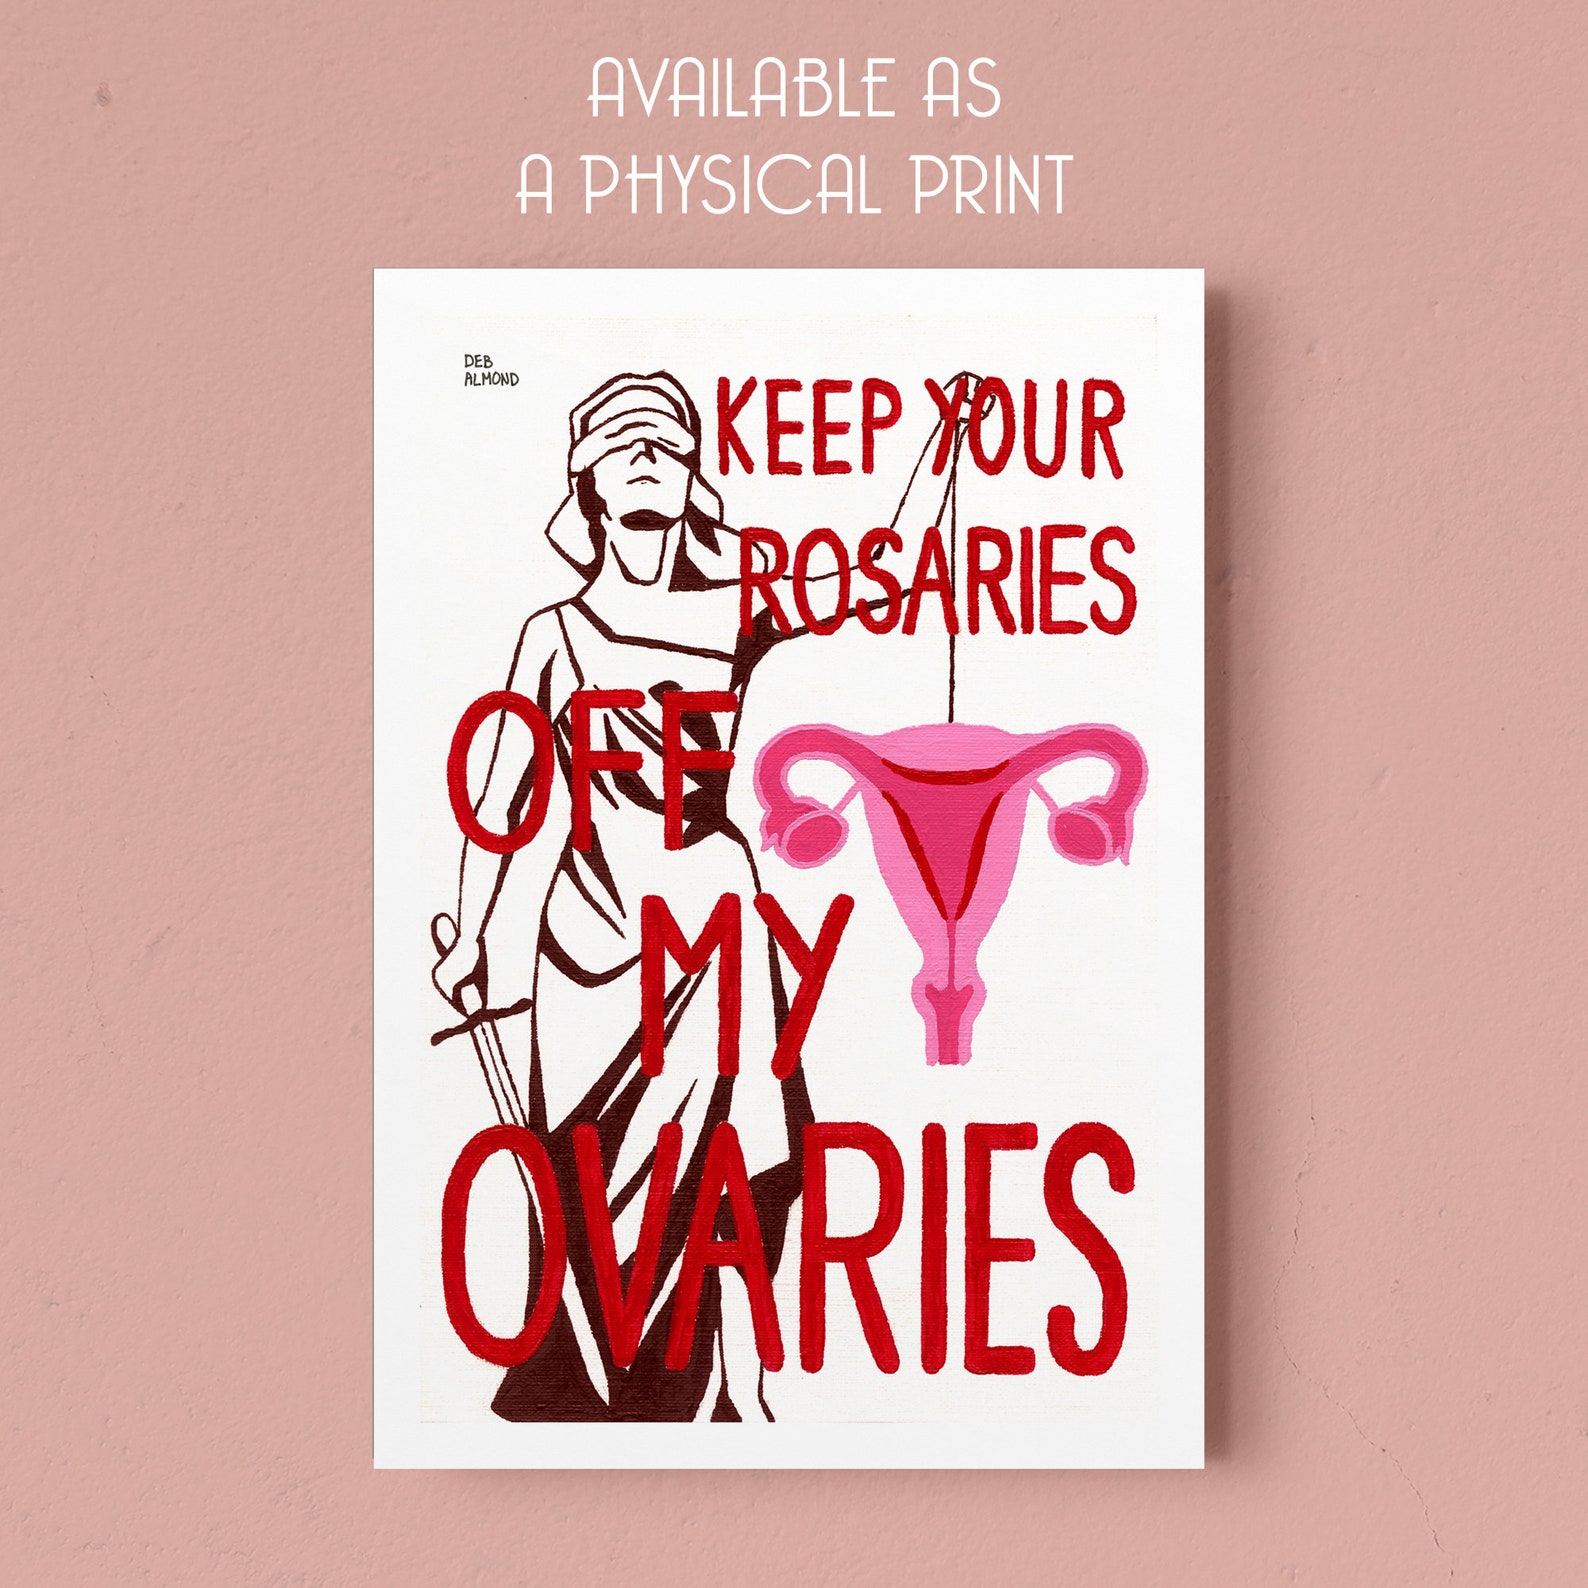 AVAILABLE AS
A PHYSICAL PRINT
DEB
ALMOND
KEEP YOUR
ROSARIES
OFF
MY
OVARIES